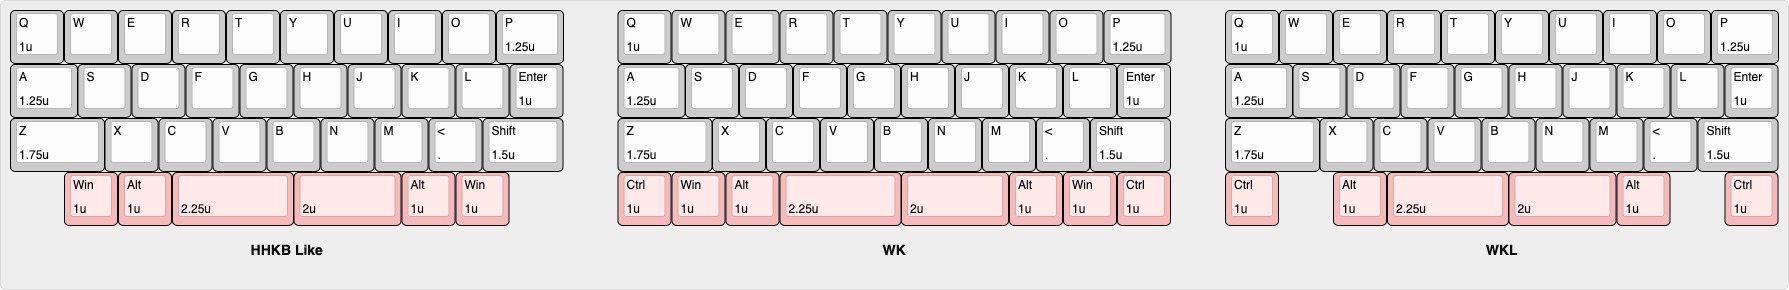 Q W E R T Y U I O P
1u 1.25u
A S D F G H J K L Enter
1.25u 1u
Z X C V B N M < Shift
1.75u . 1.5u
Win Alt Alt Win
1u 1u 2.25u 2u 1u 1u
HHKB Like
Q W E R T Y U I O P
1u 1.25u
A S D F G H J K L Enter
1.25u 1u
Z X C V B N M < Shift
1.75u . 1.5u
Ctrl Win Alt Alt Win Ctrl
1u 1u 1u 2.25u 2u 1u 1u 1u
WK
Q W E R T Y U I O P
1u 1.25u
A S D F G H J K L Enter
1.25u 1u
Z X C V B N M < Shift
1.75u . 1.5u
Ctrl Alt Alt Ctrl
1u 1u 2.25u 2u 1u 1u
WKL